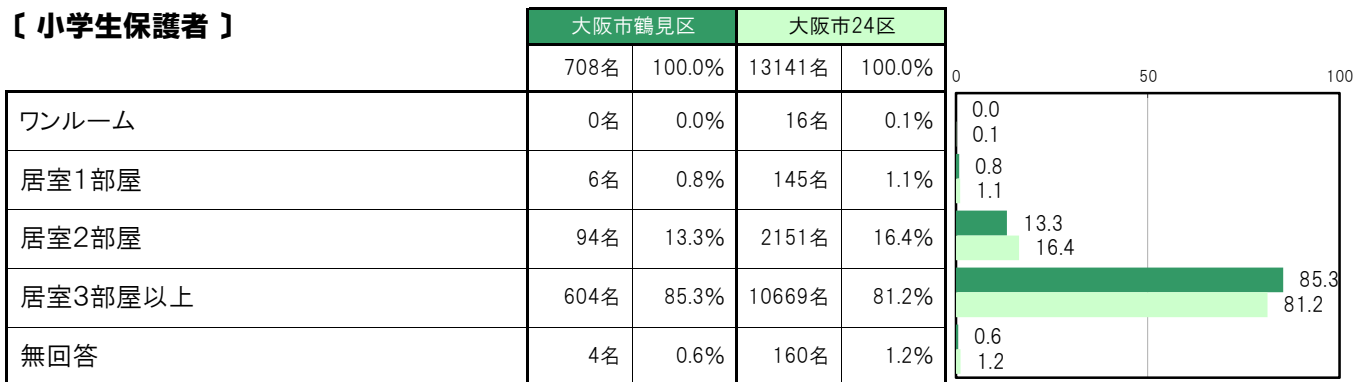 〔 小学生保護者 〕
大阪市鶴見区 大阪市24区
708名 100.0% 13141名 100.0%
0 50 100
ワンルーム 0名 0.0% 16名 0.1%
0.0
0.1
居室1部屋 6名 0.8% 145名 1.1%
0.8
1.1
居室2部屋 94名 13.3% 2151名 16.4%
13.3
16.4
居室3部屋以上 604名 85.3% 10669名 81.2%
85.3
81.2
無回答 4名 0.6% 160名 1.2%
0.6
1.2